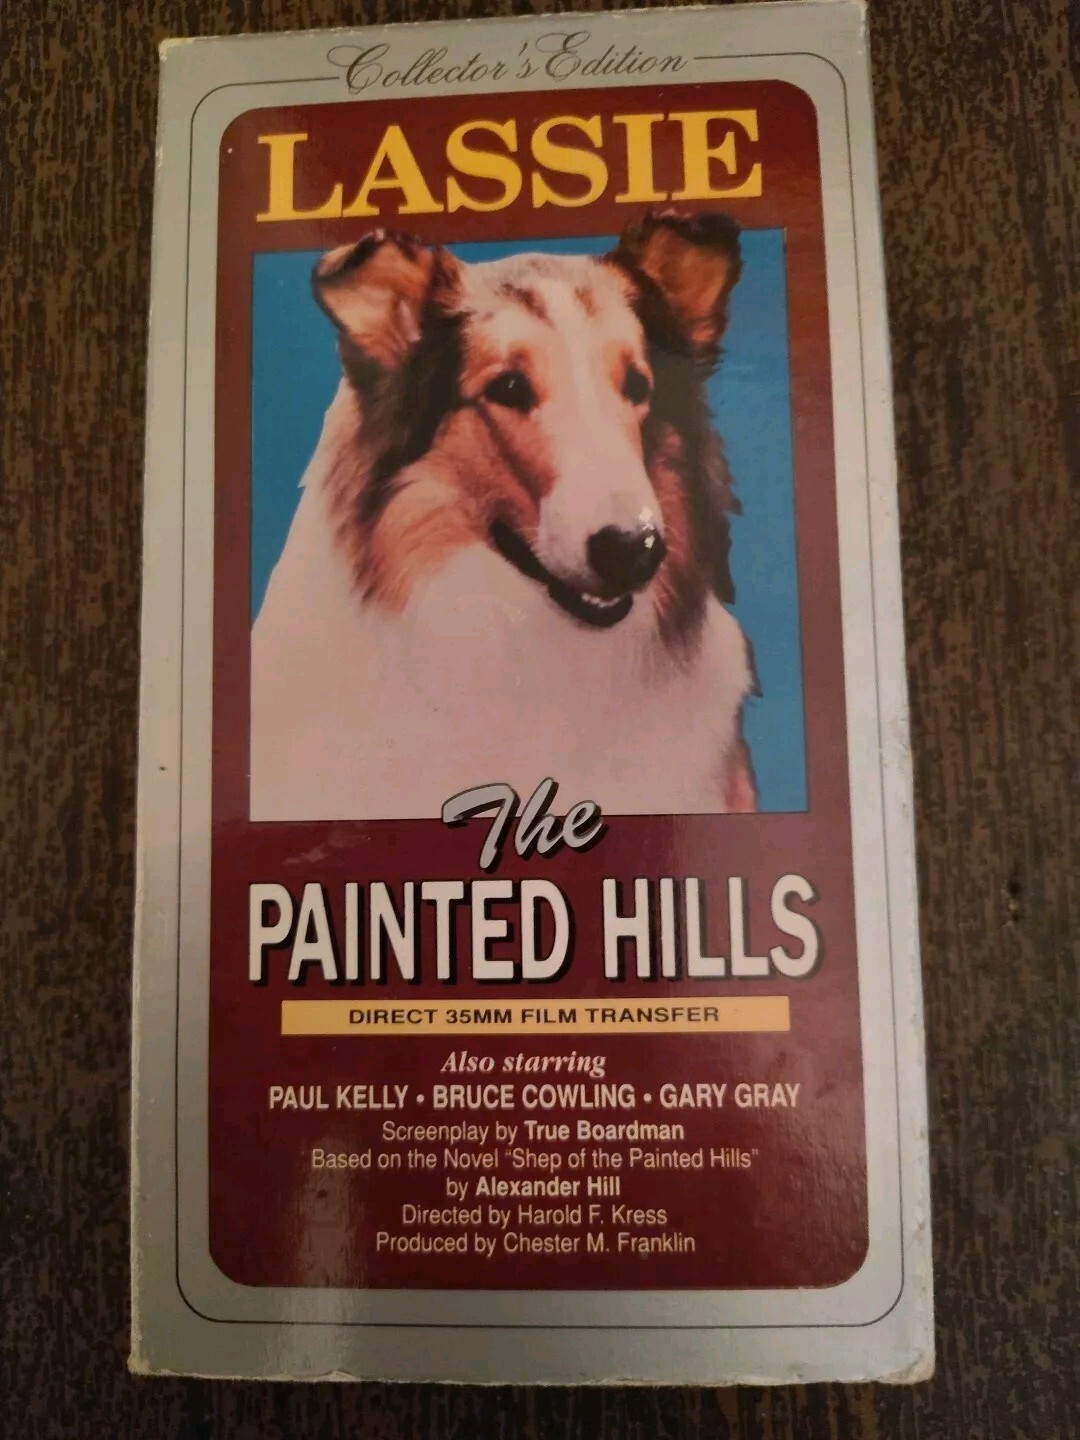 Collector's Edition
LASSIE
The
PAINTED HILLS
DIRECT 35MM FILM TRANSFER
Also starring
PAUL KELLY • BRUCE COWLING • GARY GRAY
Screenplay by True Boardman
Based on the Novel "Shep of the Painted Hills"
by Alexander Hill
Directed by Harold F. Kress
Produced by Chester M. Franklin